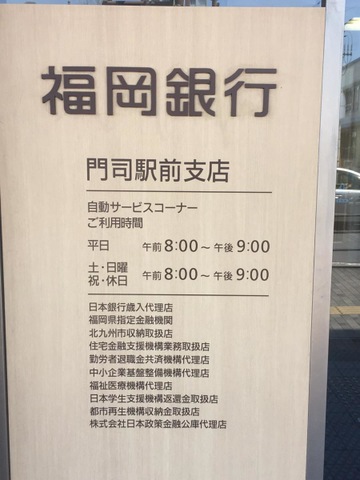 福岡銀行
門司駅前支店
自動サービスコーナー
ご利用時間
平日 午前8:00〜午後9:00
土・日曜 午前8:00〜午後9:00
祝・休日
日本銀行歳入代理店
福岡県指定金融機関
北九州市収納取扱店
住宅金融支援機構業務取扱店
勤労者退職金共済機構代理店
中小企業基盤整備機構代理店
福祉医療機構代理店
日本学生支援機構返還金取扱店
都市再生機構収納金取扱店
株式会社日本政策金融公庫代理店